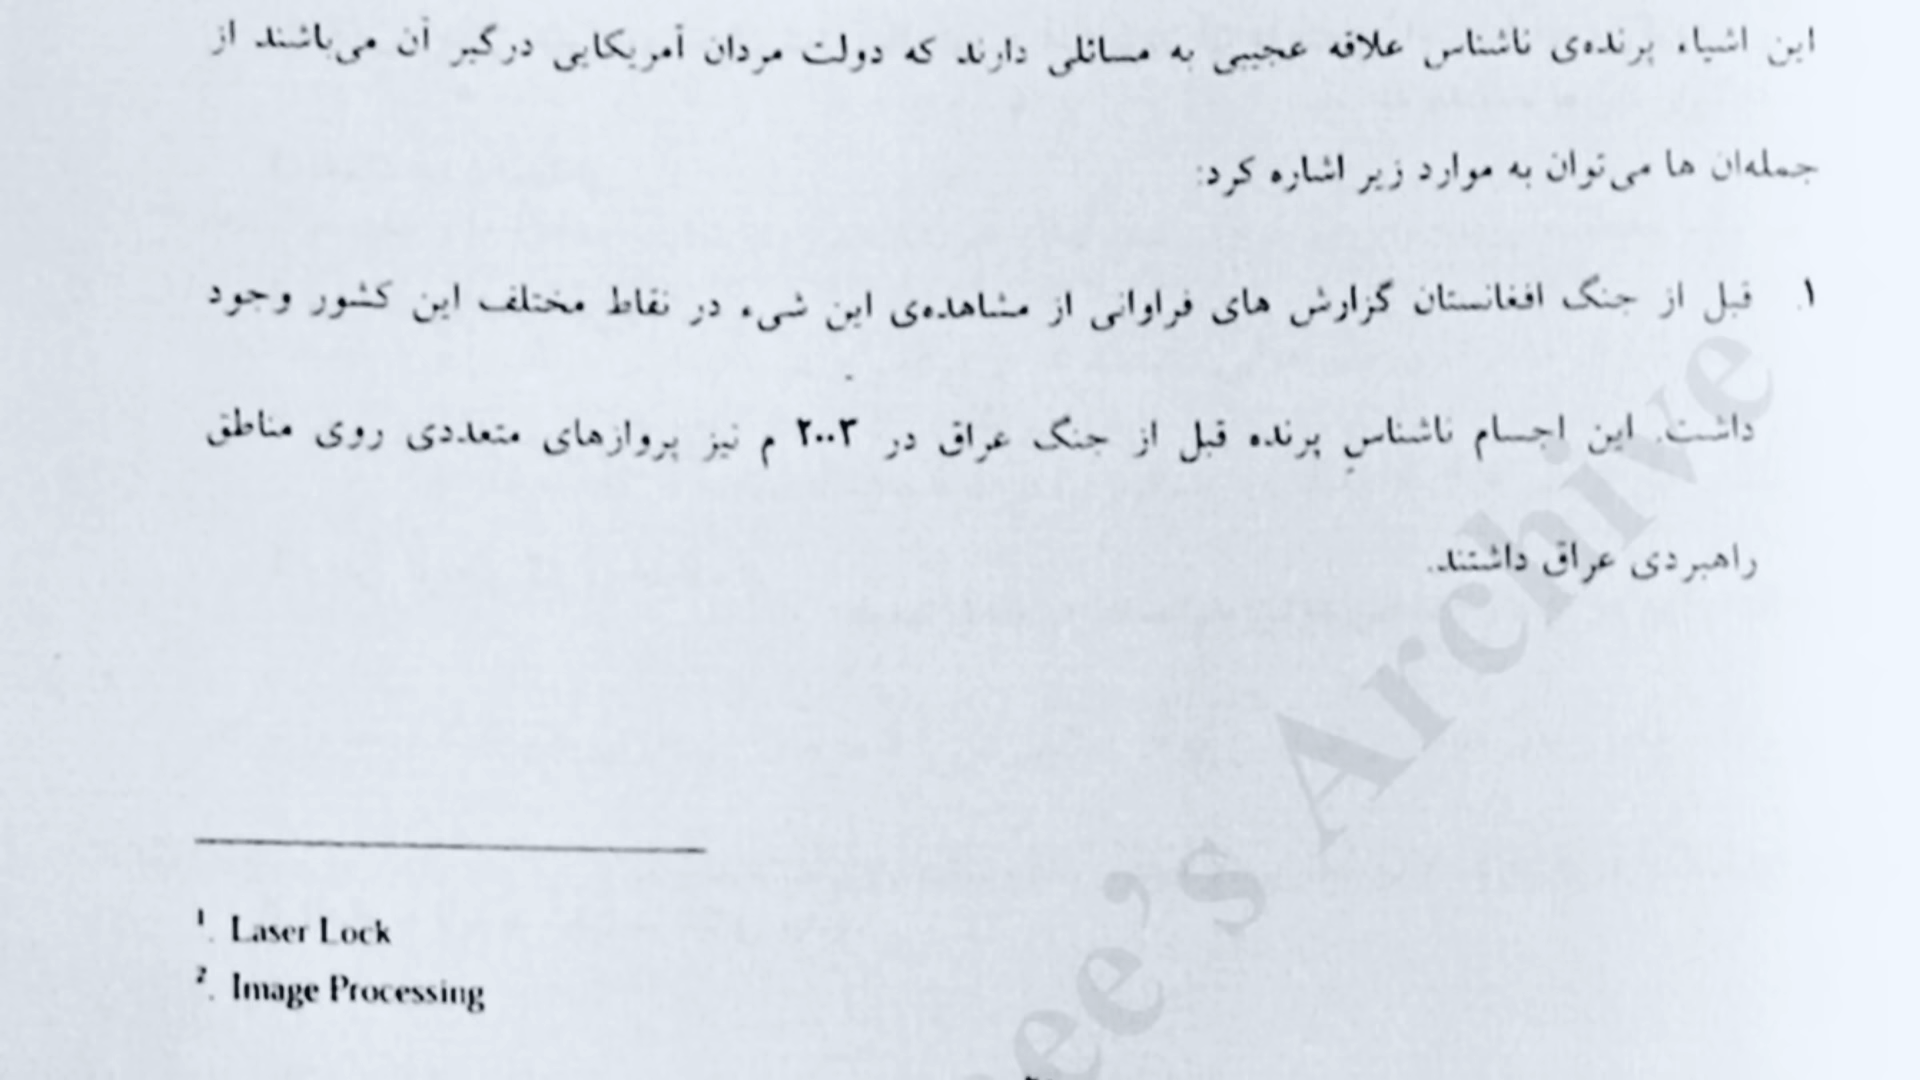 این اشیاء پرنده‌ی ناشناس علاقه عجیبی به مسائلی دارند که دولت مردان آمریکایی درگیر آن می‌باشند از
جمله‌ان ها می‌توان به موارد زیر اشاره کرد:
۱. قبل از جنگ افغانستان گزارش های فراوانی از مشاهده‌ی این شیء در نقاط مختلف این کشور وجود
داشت. این اجسام ناشناسِ پرنده قبل از جنگ عراق در ۲۰۰۳ م نیز پروازهای متعددی روی مناطق
راهبردی عراق داشتند.
1. Laser Lock
2. Image Processing
ee's Archive